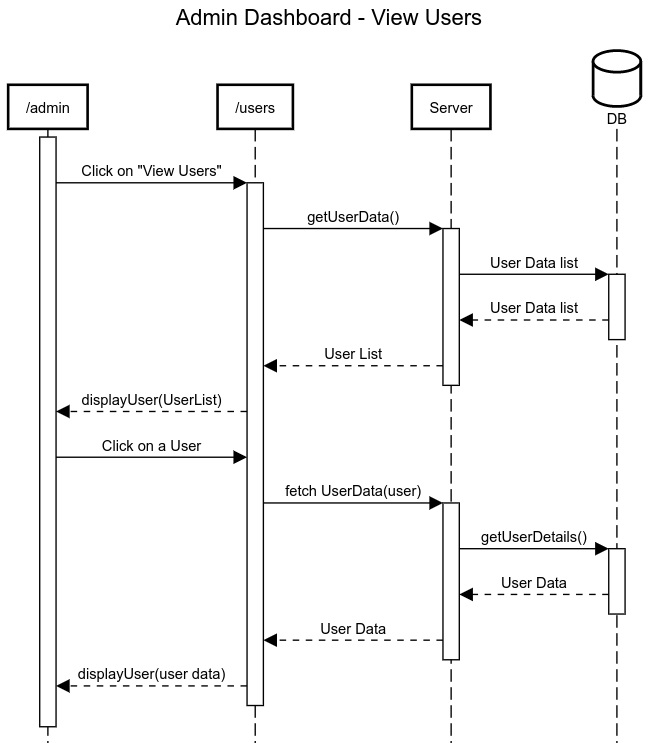 Admin Dashboard - View Users
/admin
/users
Server
DB
Click on "View Users"
getUserData()
User Data list
User Data list
User List
displayUser(UserList)
Click on a User
fetch UserData(user)
getUserDetails()
User Data
User Data
displayUser(user data)